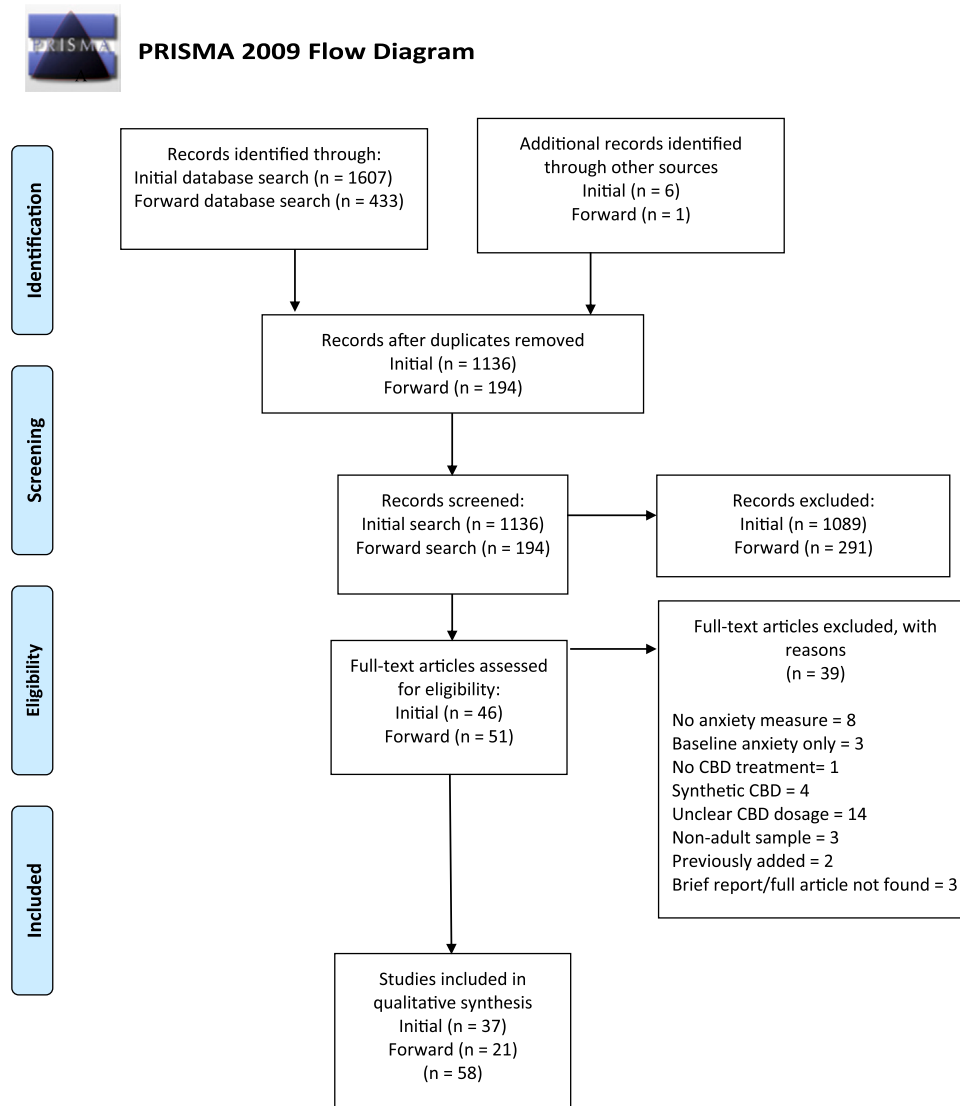 PRISMA
PRISMA 2009 Flow Diagram
Records identified through:
Initial database search (n = 1607)
Forward database search (n = 433)
Additional records identified
through other sources
Initial (n = 6)
Forward (n = 1)
Identification
Records after duplicates removed
Initial (n = 1136)
Forward (n = 194)
Screening
Records screened:
Initial search (n = 1136)
Forward search (n = 194)
Records excluded:
Initial (n = 1089)
Forward (n = 291)
Eligibility
Full-text articles assessed
for eligibility:
Initial (n = 46)
Forward (n = 51)
Full-text articles excluded, with
reasons
(n = 39)
No anxiety measure = 8
Baseline anxiety only = 3
No CBD treatment= 1
Synthetic CBD = 4
Unclear CBD dosage = 14
Non-adult sample = 3
Previously added = 2
Brief report/full article not found = 3
Included
Studies included in
qualitative synthesis
Initial (n = 37)
Forward (n = 21)
(n = 58)